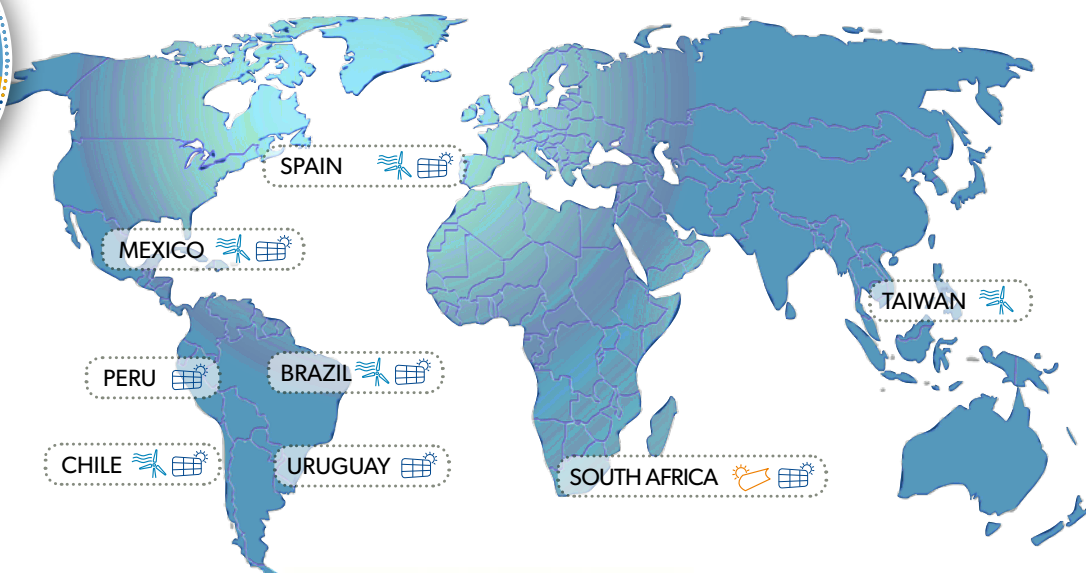 SPAIN
MEXICO
TAIWAN
PERU
BRAZIL
CHILE
URUGUAY
SOUTH AFRICA